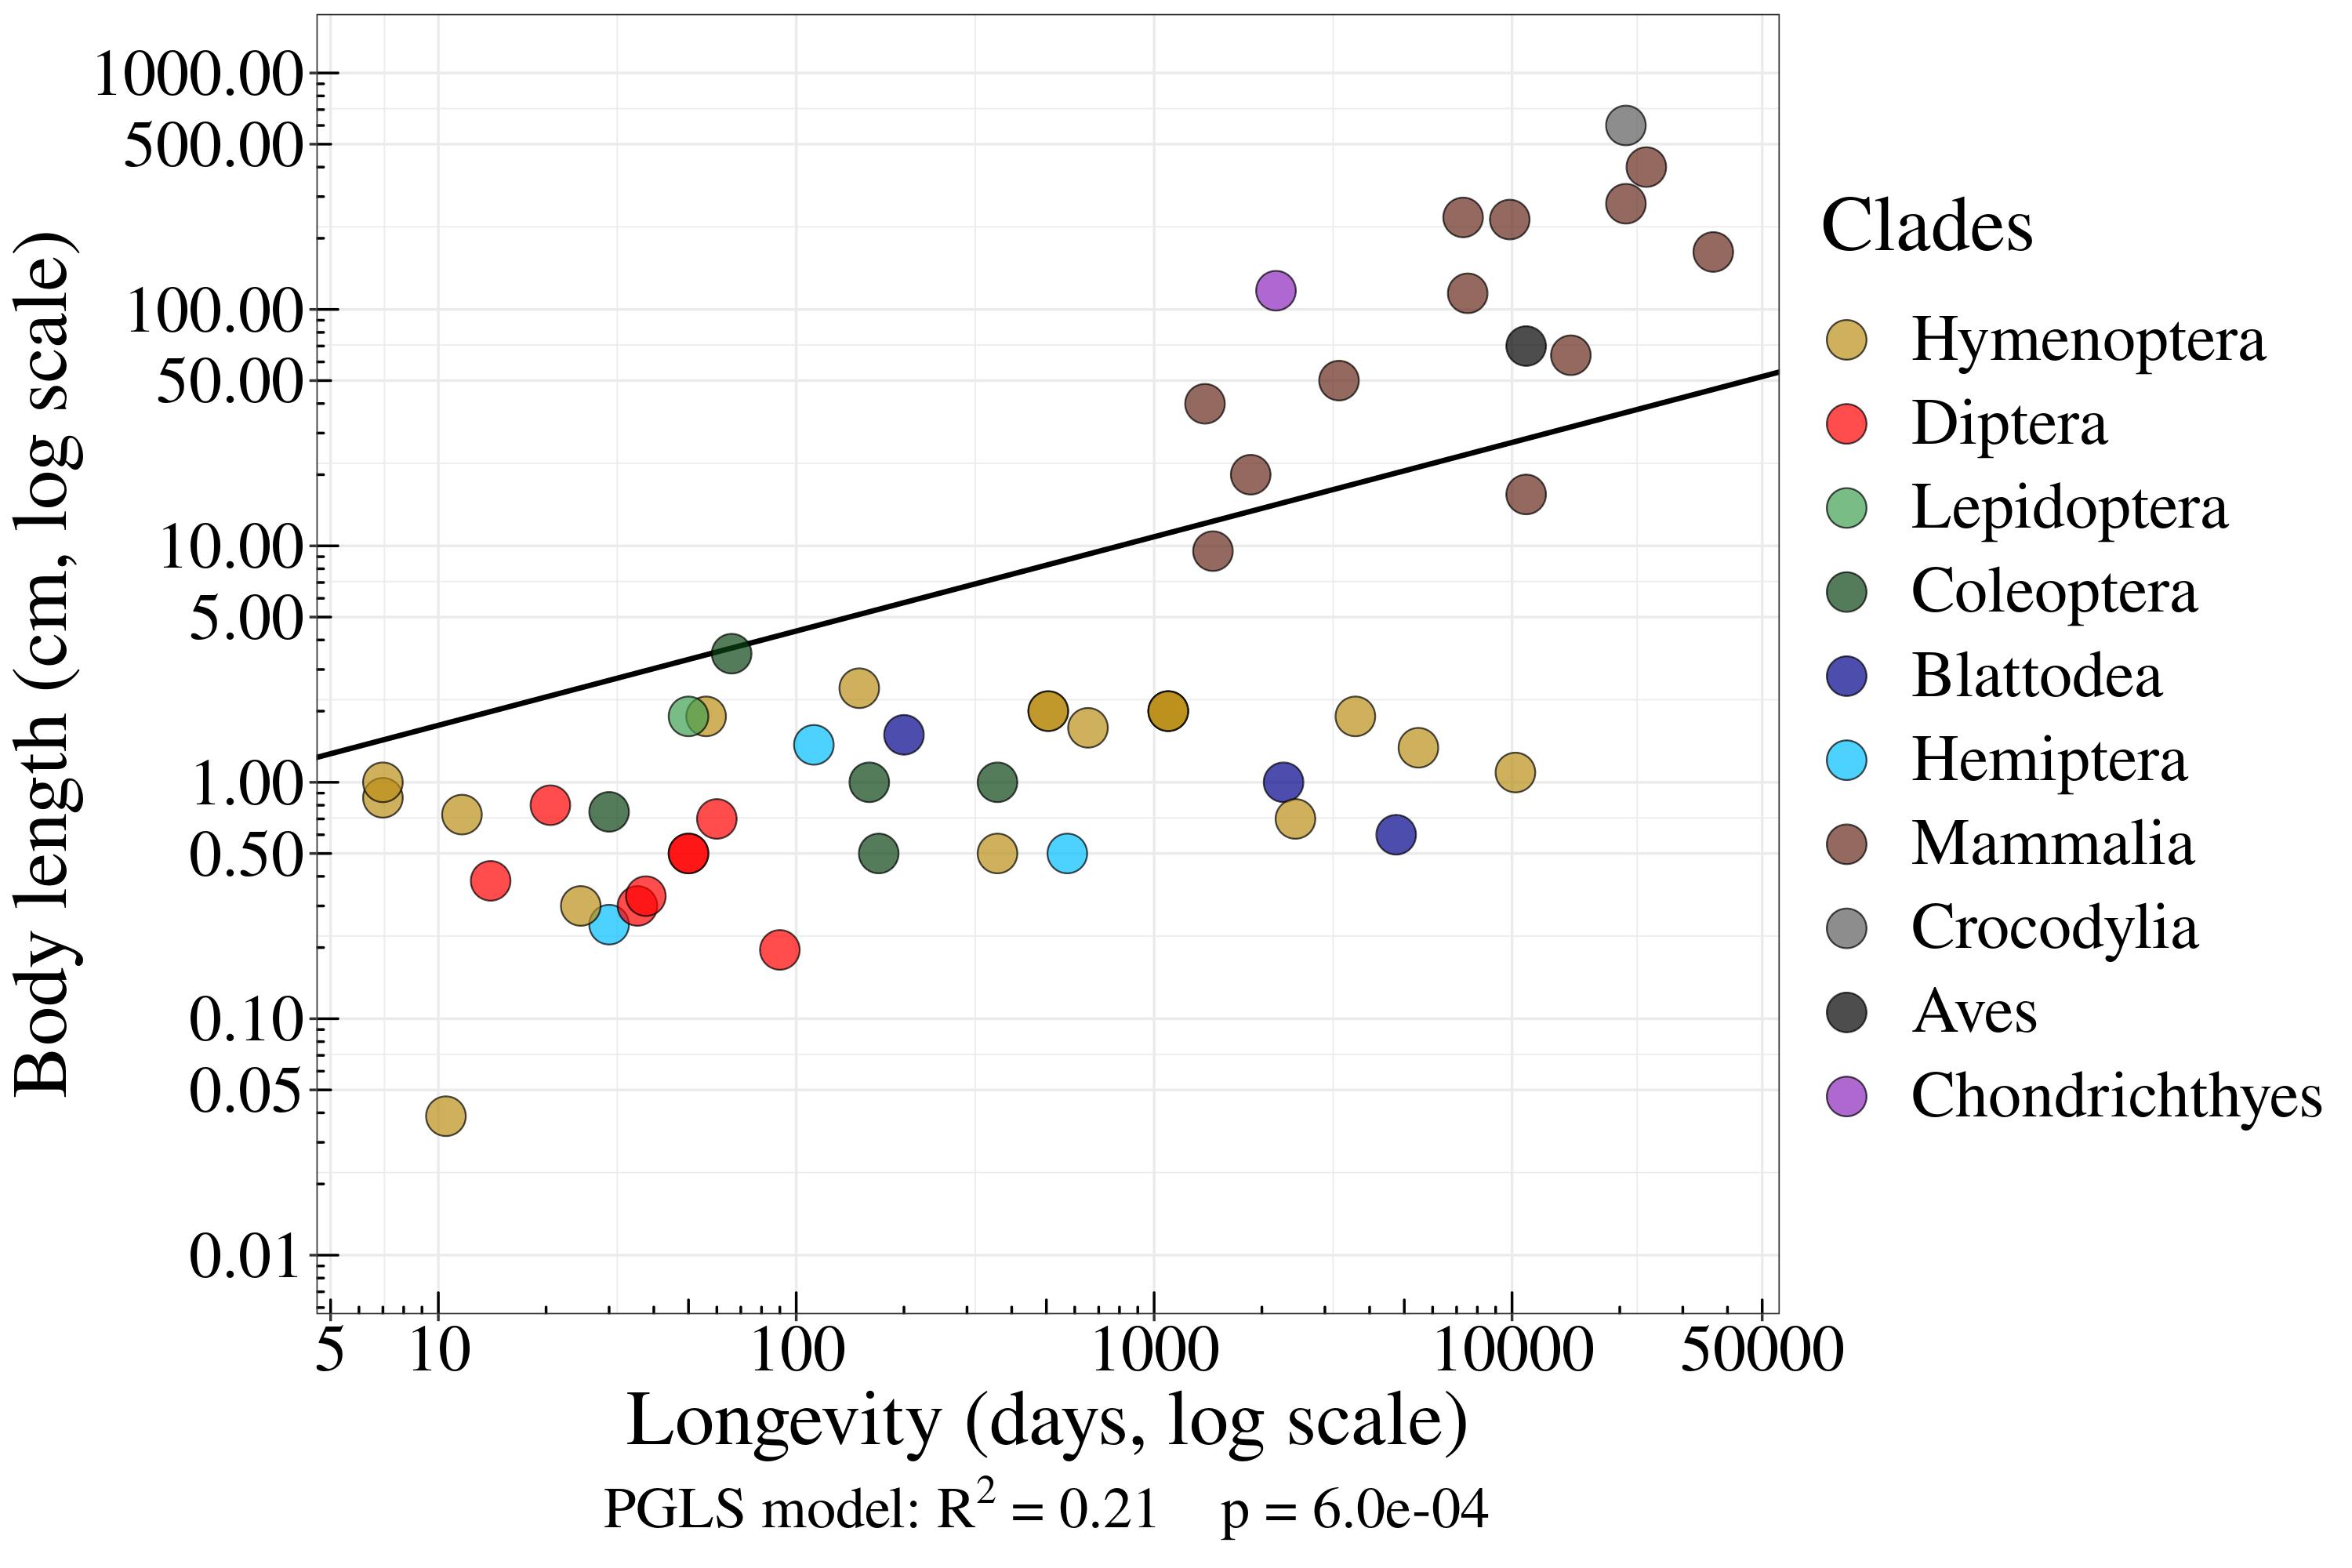 1000.00
500.00
100.00
50.00
10.00
5.00
1.00
0.50
0.10
0.05
0.01
Body length (cm, log scale)
5 10 100 1000 10000 50000
Longevity (days, log scale)
PGLS model: R² = 0.21 p = 6.0e-04
Clades
Hymenoptera
Diptera
Lepidoptera
Coleoptera
Blattodea
Hemiptera
Mammalia
Crocodylia
Aves
Chondrichthyes